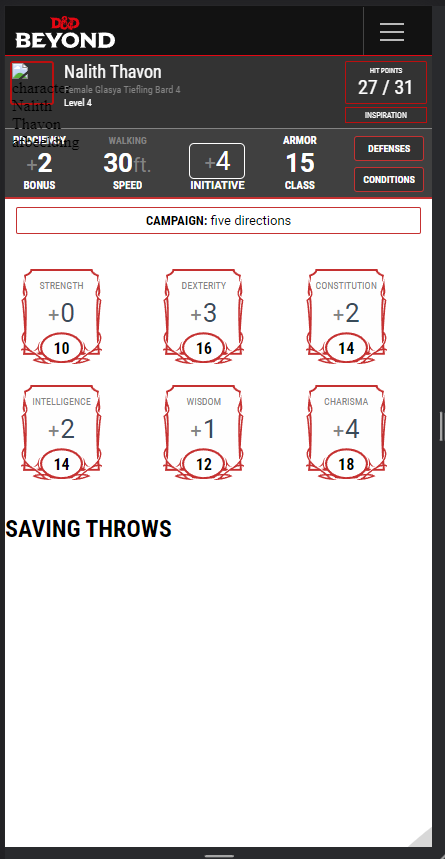 D&D
BEYOND
character
Nalith Thavon
Nalith
Thavon
Female Glasya Tiefling Bard 4
Level 4
HIT POINTS
27 / 31
INSPIRATION
PROFICIENCY
+2
BONUS
WALKING
30ft.
SPEED
+4
INITIATIVE
ARMOR
15
CLASS
DEFENSES
CONDITIONS
CAMPAIGN: five directions
STRENGTH
+0
10
DEXTERITY
+3
16
CONSTITUTION
+2
14
INTELLIGENCE
+2
14
WISDOM
+1
12
CHARISMA
+4
18
SAVING THROWS